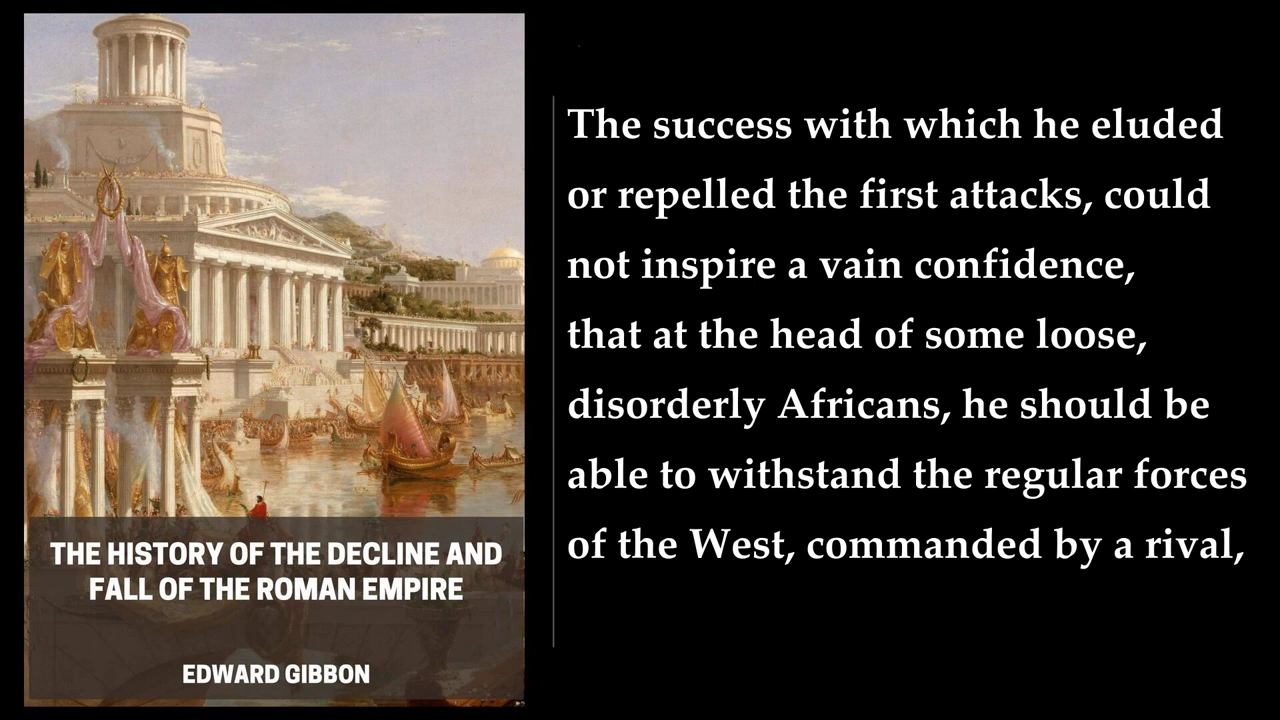 THE HISTORY OF THE DECLINE AND
FALL OF THE ROMAN EMPIRE
EDWARD GIBBON
The success with which he eluded
or repelled the first attacks, could
not inspire a vain confidence,
that at the head of some loose,
disorderly Africans, he should be
able to withstand the regular forces
of the West, commanded by a rival,